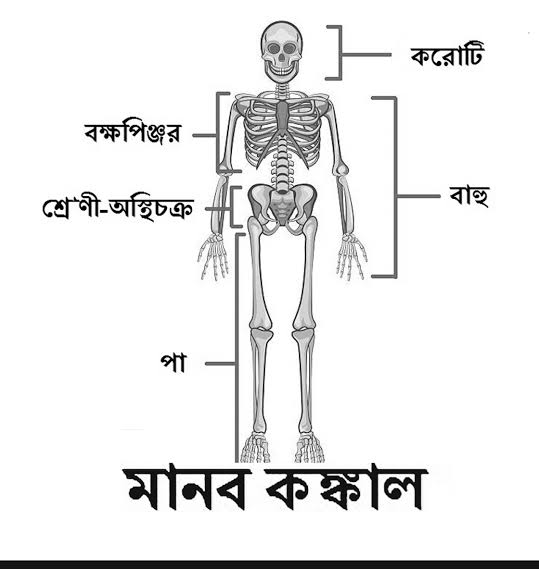 করোটি
বক্ষপিঞ্জর
বাহু
শ্রোণী-অস্থিচক্র
পা
মানব কঙ্কাল